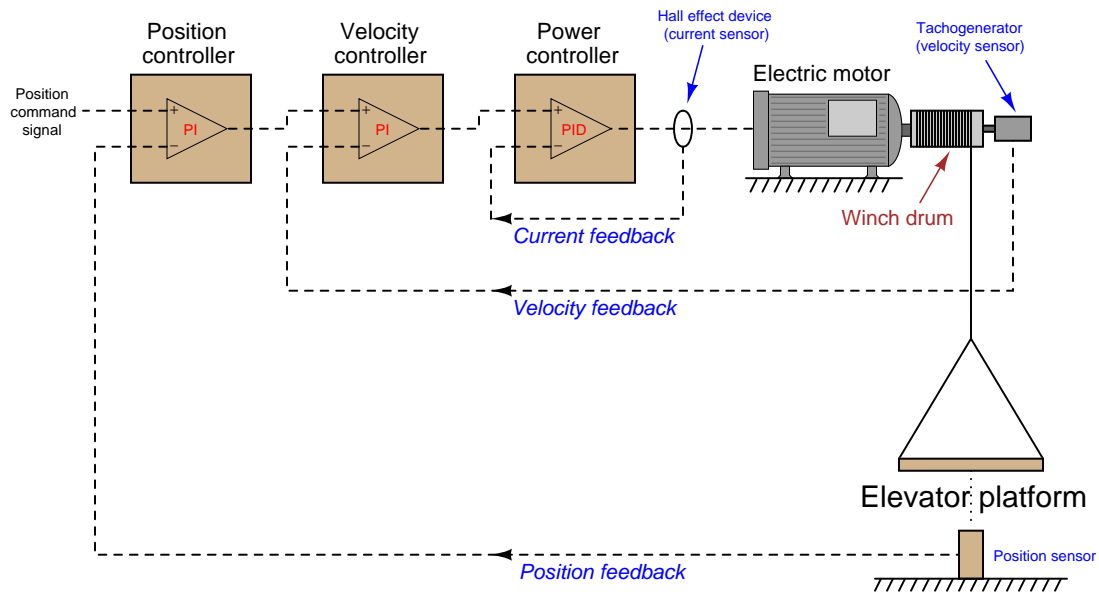 Position
controller
Velocity
controller
Power
controller
Hall effect device
(current sensor)
Tachogenerator
(velocity sensor)
Electric motor
Position
command
signal
+
PI
−
+
PI
−
+
PID
−
Winch drum
Current feedback
Velocity feedback
Elevator platform
Position sensor
Position feedback